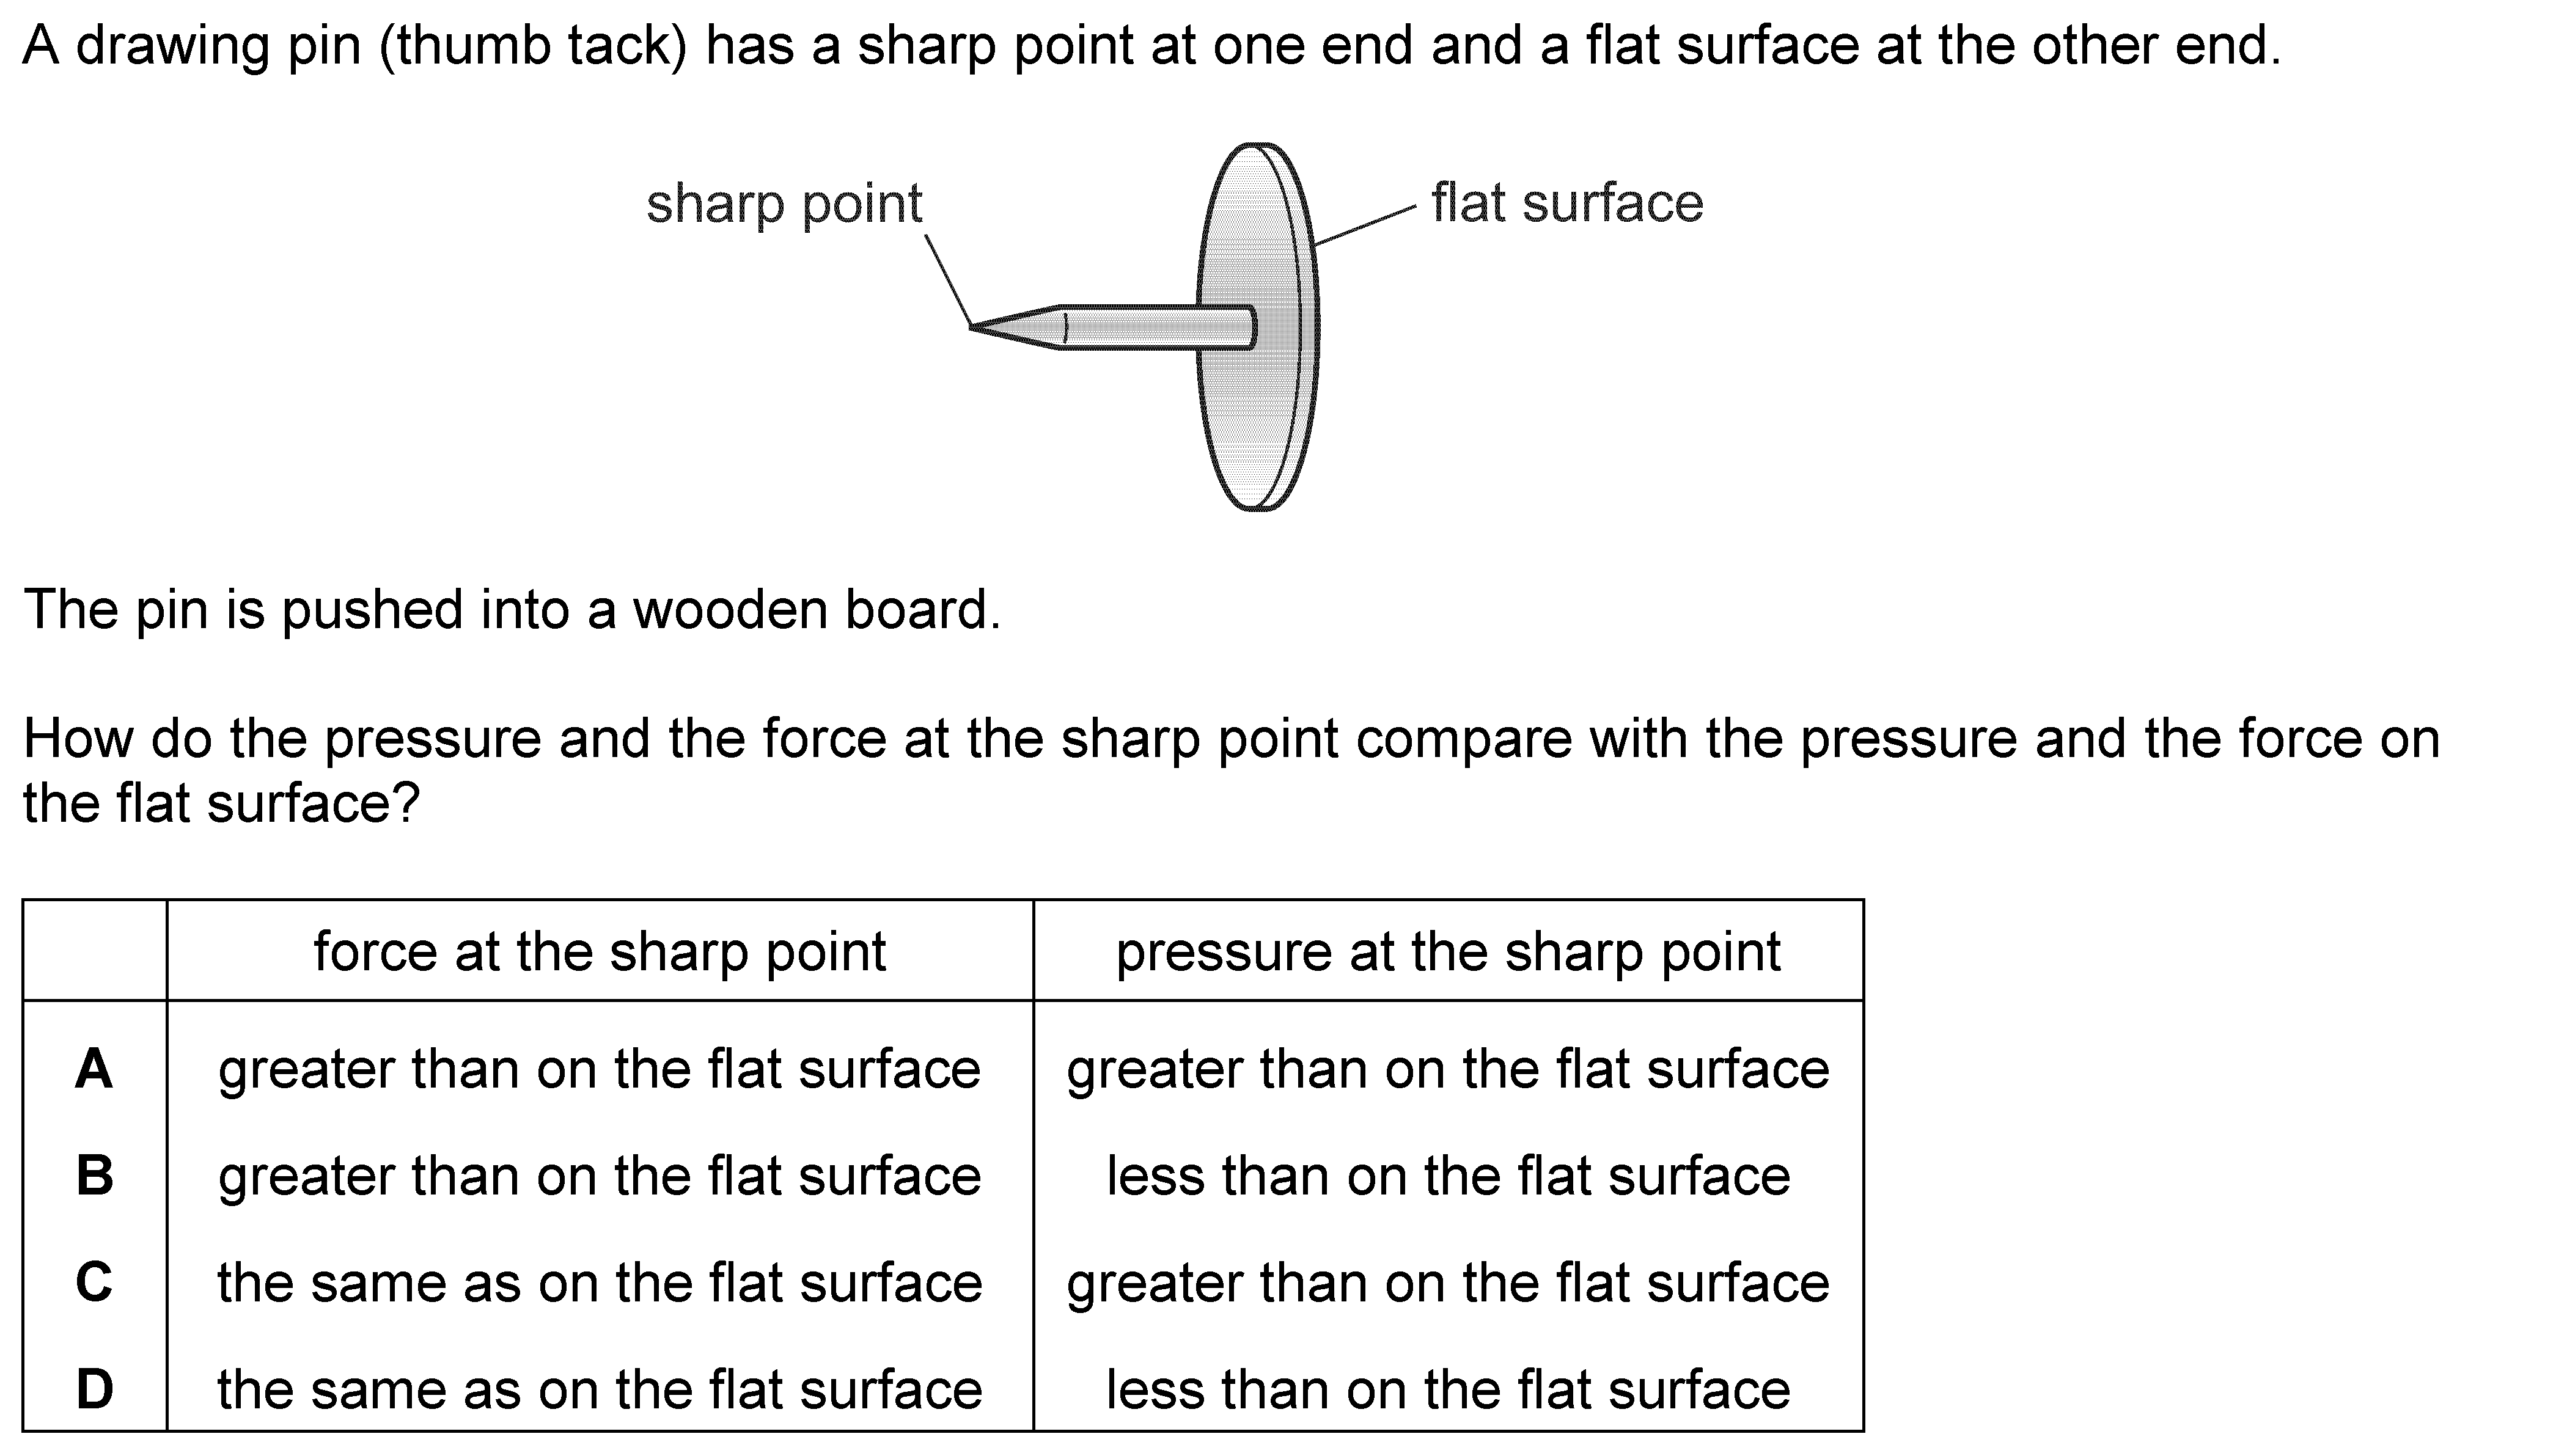 A drawing pin (thumb tack) has a sharp point at one end and a flat surface at the other end.
sharp point
flat surface
The pin is pushed into a wooden board.
How do the pressure and the force at the sharp point compare with the pressure and the force on
the flat surface?
force at the sharp point pressure at the sharp point
A greater than on the flat surface greater than on the flat surface
B greater than on the flat surface less than on the flat surface
C the same as on the flat surface greater than on the flat surface
D the same as on the flat surface less than on the flat surface